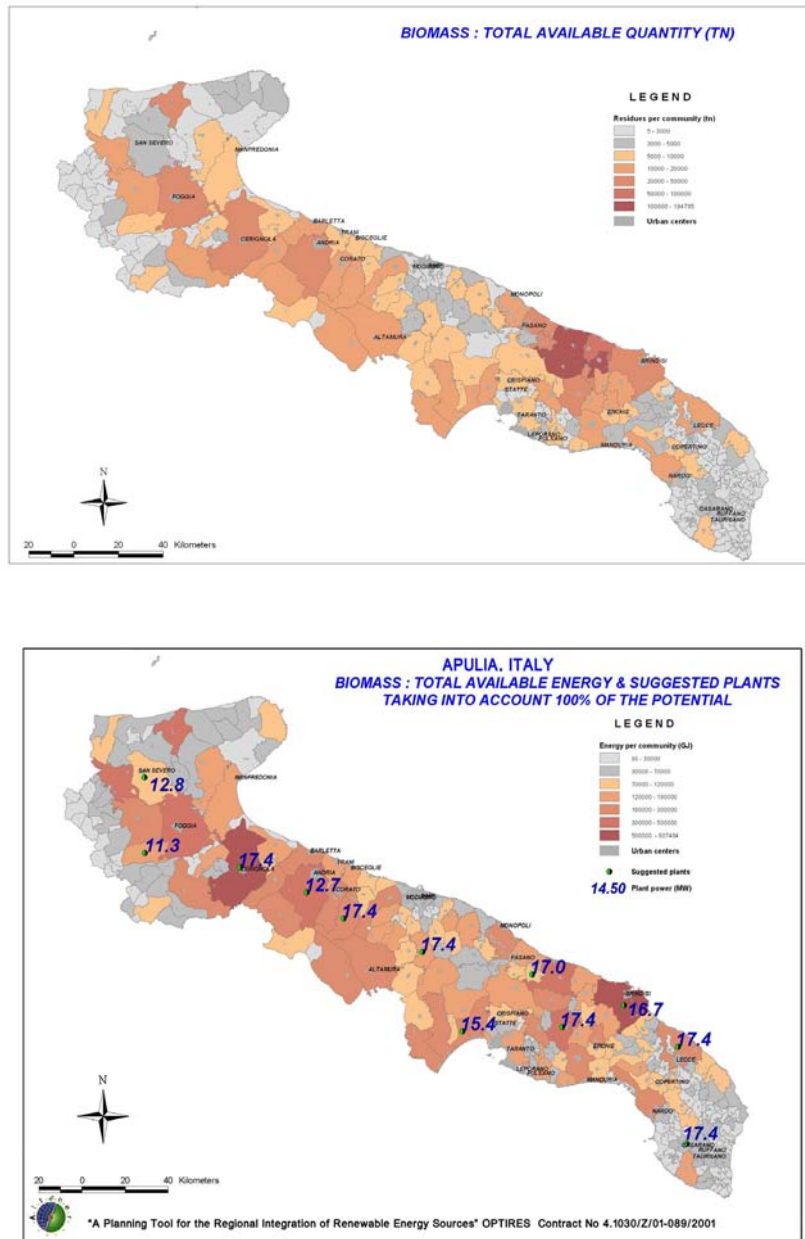 BIOMASS : TOTAL AVAILABLE QUANTITY (TN)
LEGEND
Residues per community (tn)
5 - 3000
3000 - 5000
5000 - 10000
10000 - 20000
20000 - 50000
50000 - 100000
Urban centers
SAN SEVERO
MANFREDONIA
FOGGIA
BARLETTA
TRANI
BISCEGLIE
CERIGNOLA
ANDRIA
CORATO
MONOPOLI
FASANO
ALTAMURA
BRINDISI
CRISPIANO
STATTE
TARANTO
ERCHIE
LECCE
LEPORANO
PULSANO
MANDURIA
COPERTINO
NARDO'
CASARANO
RUFFANO
TAURISANO
N
20 0 20 40 Kilometers
APULIA, ITALY
BIOMASS : TOTAL AVAILABLE ENERGY & SUGGESTED PLANTS
TAKING INTO ACCOUNT 100% OF THE POTENTIAL
LEGEND
Energy per community (GJ)
70000 - 120000
300000 - 500000
Urban centers
Suggested plants
14.50 Plant power (MW)
SAN SEVERO
12.8
MANFREDONIA
FOGGIA
11.3
17.4
CERIGNOLA
BARLETTA
TRANI
BISCEGLIE
ANDRIA
12.7
CORATO
17.4
MONOPOLI
17.4
FASANO
17.0
ALTAMURA
BRINDISI
16.7
CRISPIANO
STATTE
15.4
17.4
TARANTO
ERCHIE
17.4
LECCE
LEPORANO
PULSANO
MANDURIA
COPERTINO
NARDO'
17.4
RUFFANO
TAURISANO
N
20 0 20 40 Kilometers
"A Planning Tool for the Regional Integration of Renewable Energy Sources" OPTIRES Contract No 4.1030/Z/01-089/2001